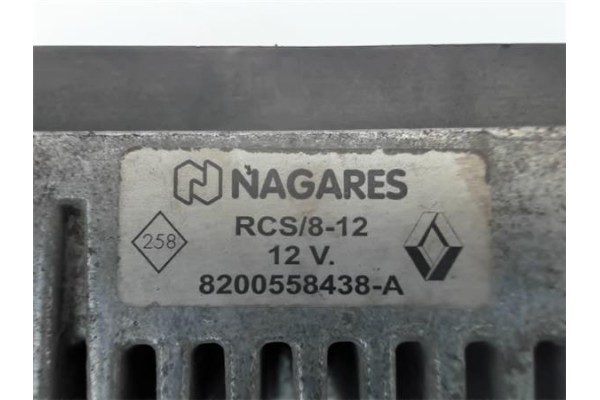 NAGARES
RCS/8-12
258
12 V.
8200558438-A